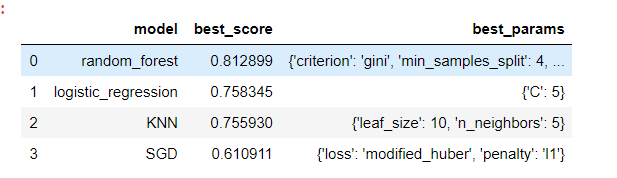 :
model best_score best_params
0 random_forest 0.812899 {'criterion': 'gini', 'min_samples_split': 4, ...
1 logistic_regression 0.758345 {'C': 5}
2 KNN 0.755930 {'leaf_size': 10, 'n_neighbors': 5}
3 SGD 0.610911 {'loss': 'modified_huber', 'penalty': 'l1'}